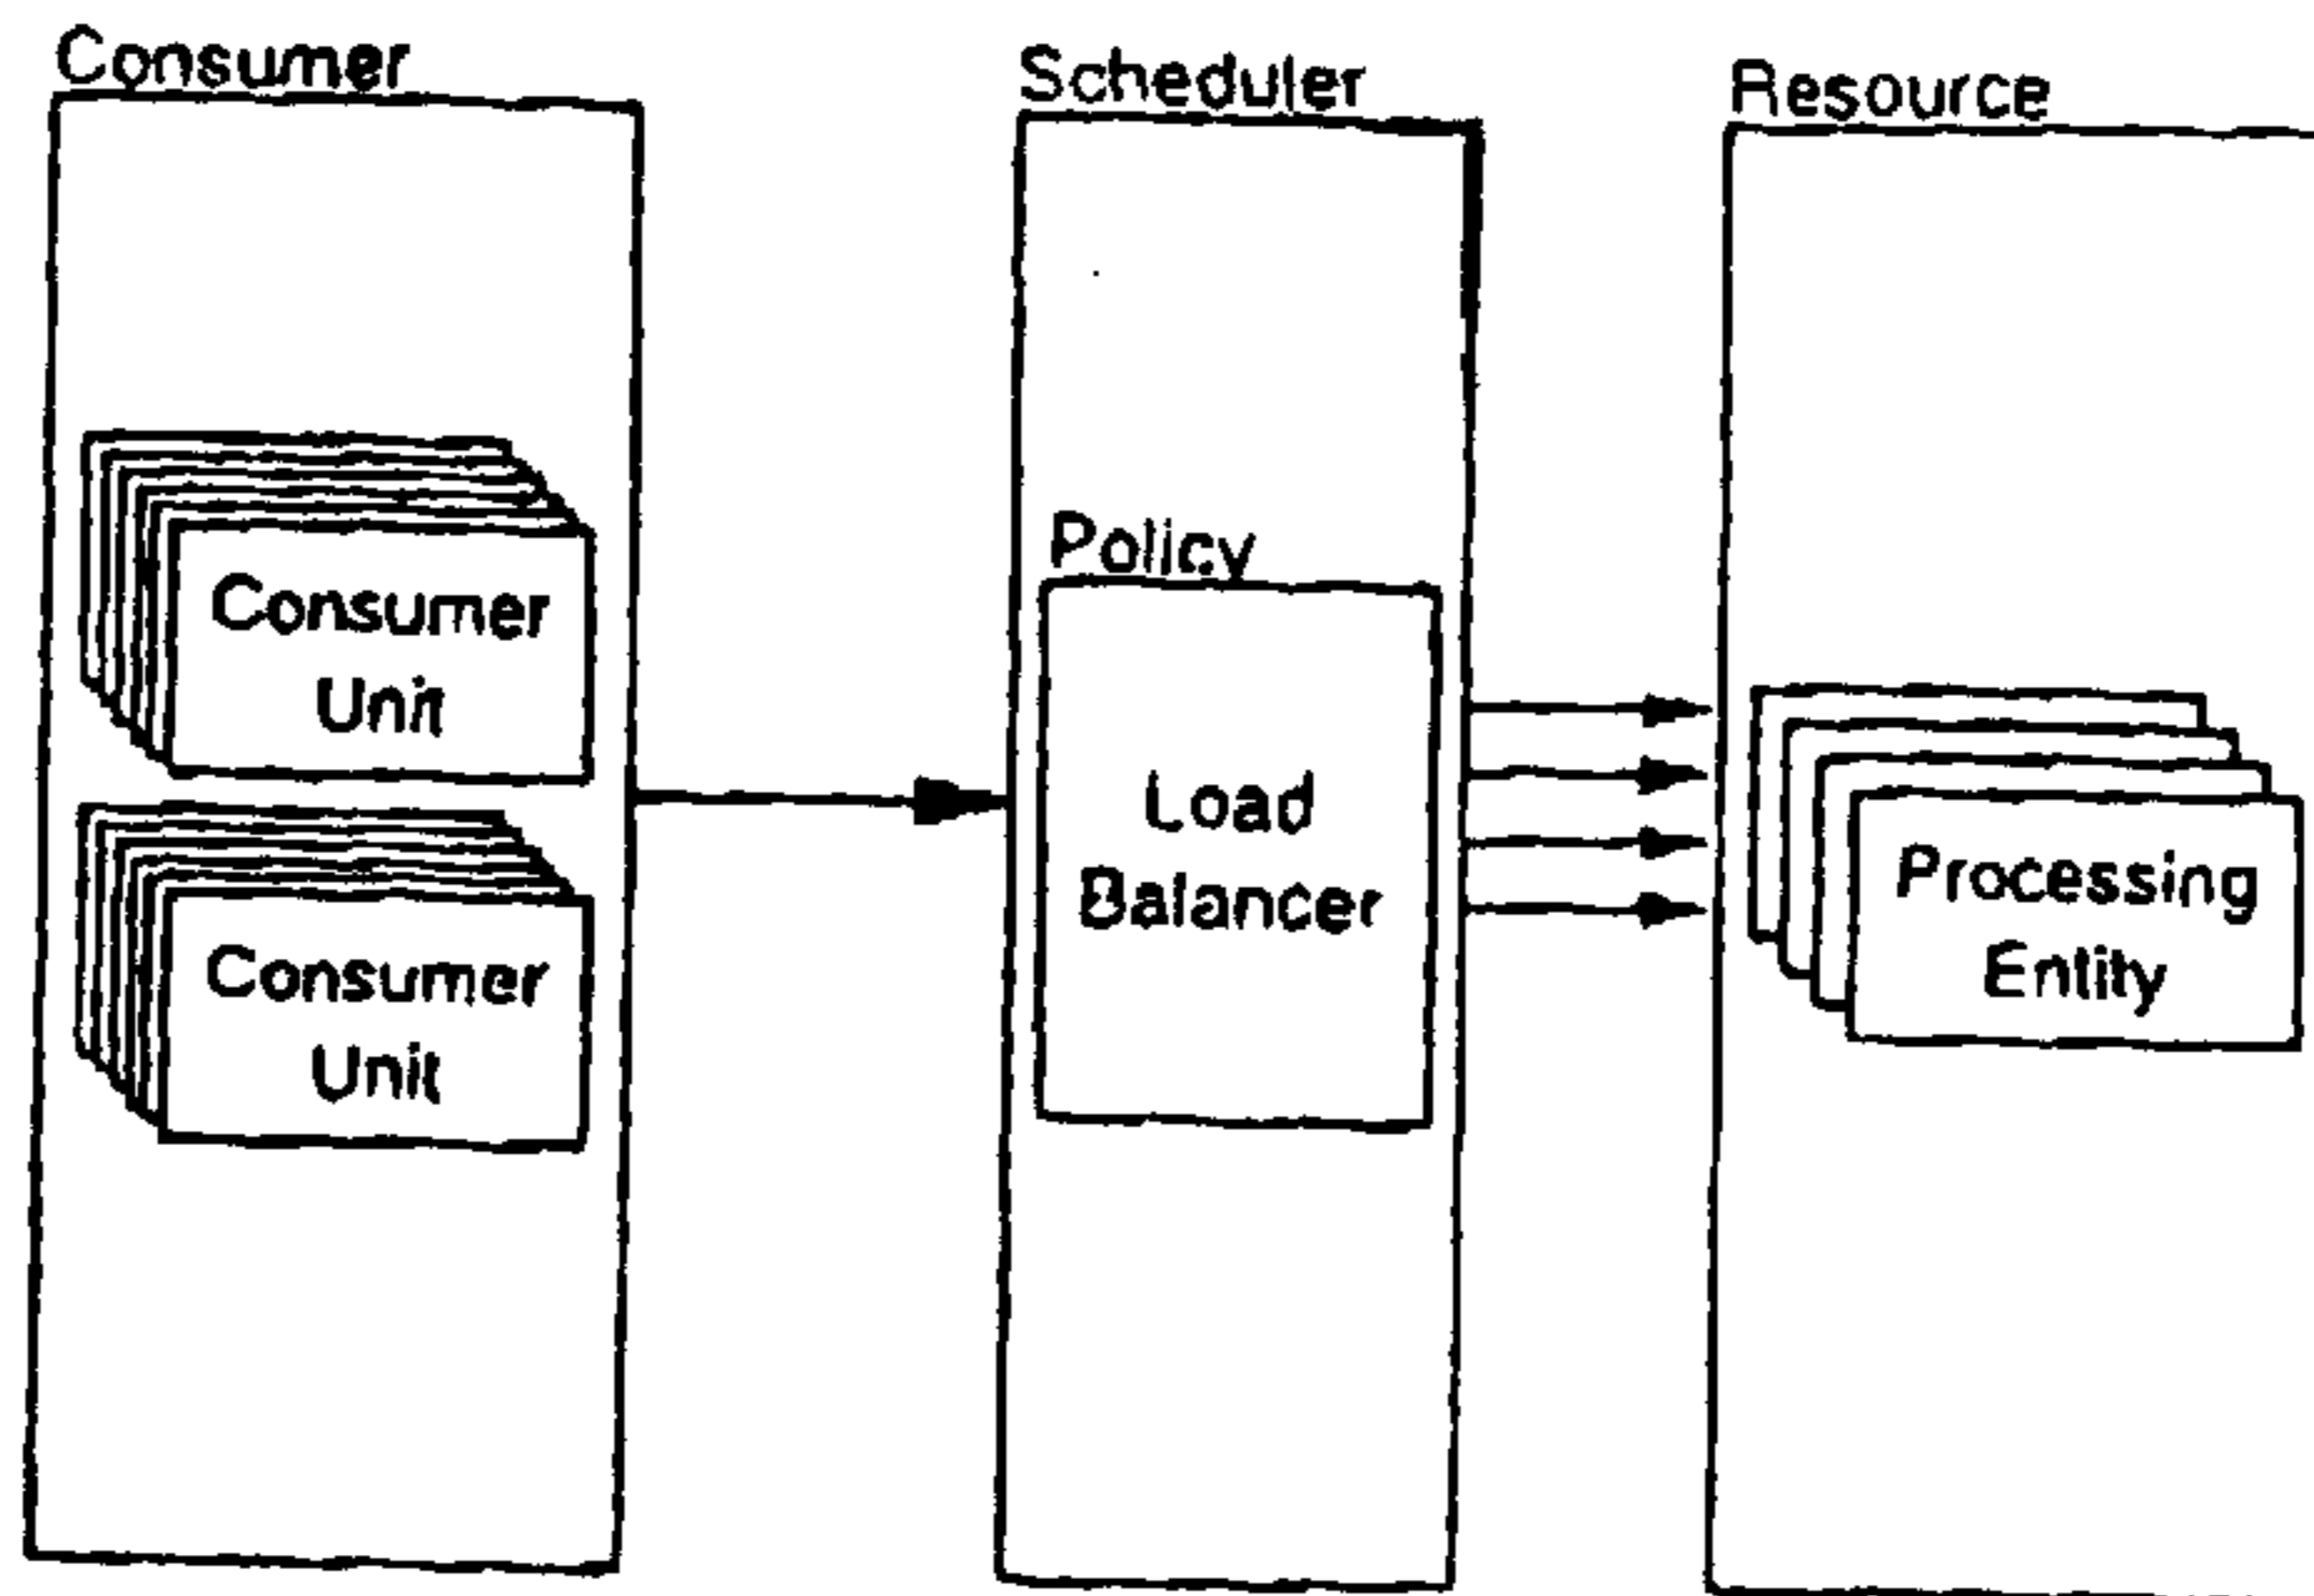 Consumer
Consumer
Unit
Consumer
Unit
Scheduler
Policy
Load
Balancer
Resource
Processing
Entity